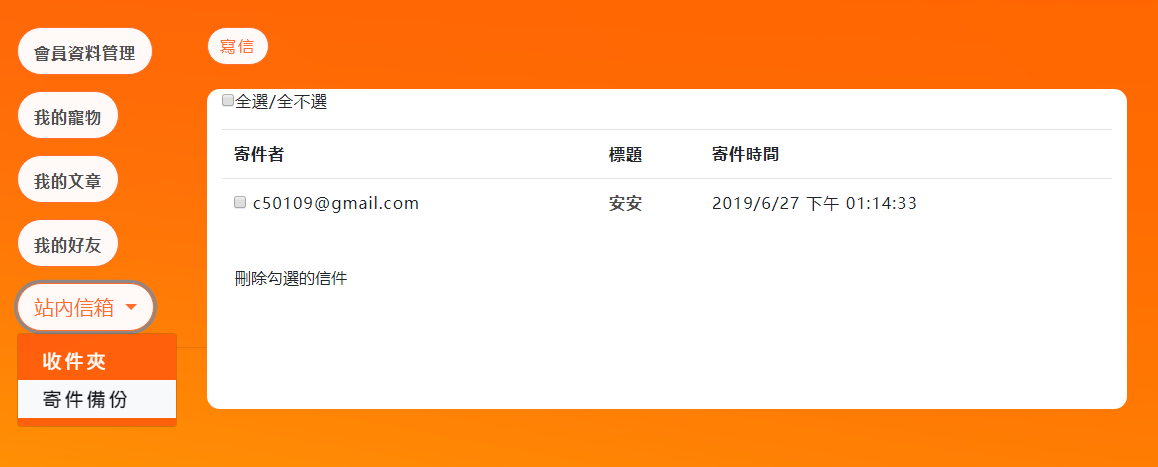 會員資料管理
我的寵物
我的文章
我的好友
站內信箱
收件夾
寄件備份
寫信
全選/全不選
寄件者 標題 寄件時間
c50109@gmail.com 安安 2019/6/27 下午 01:14:33
刪除勾選的信件